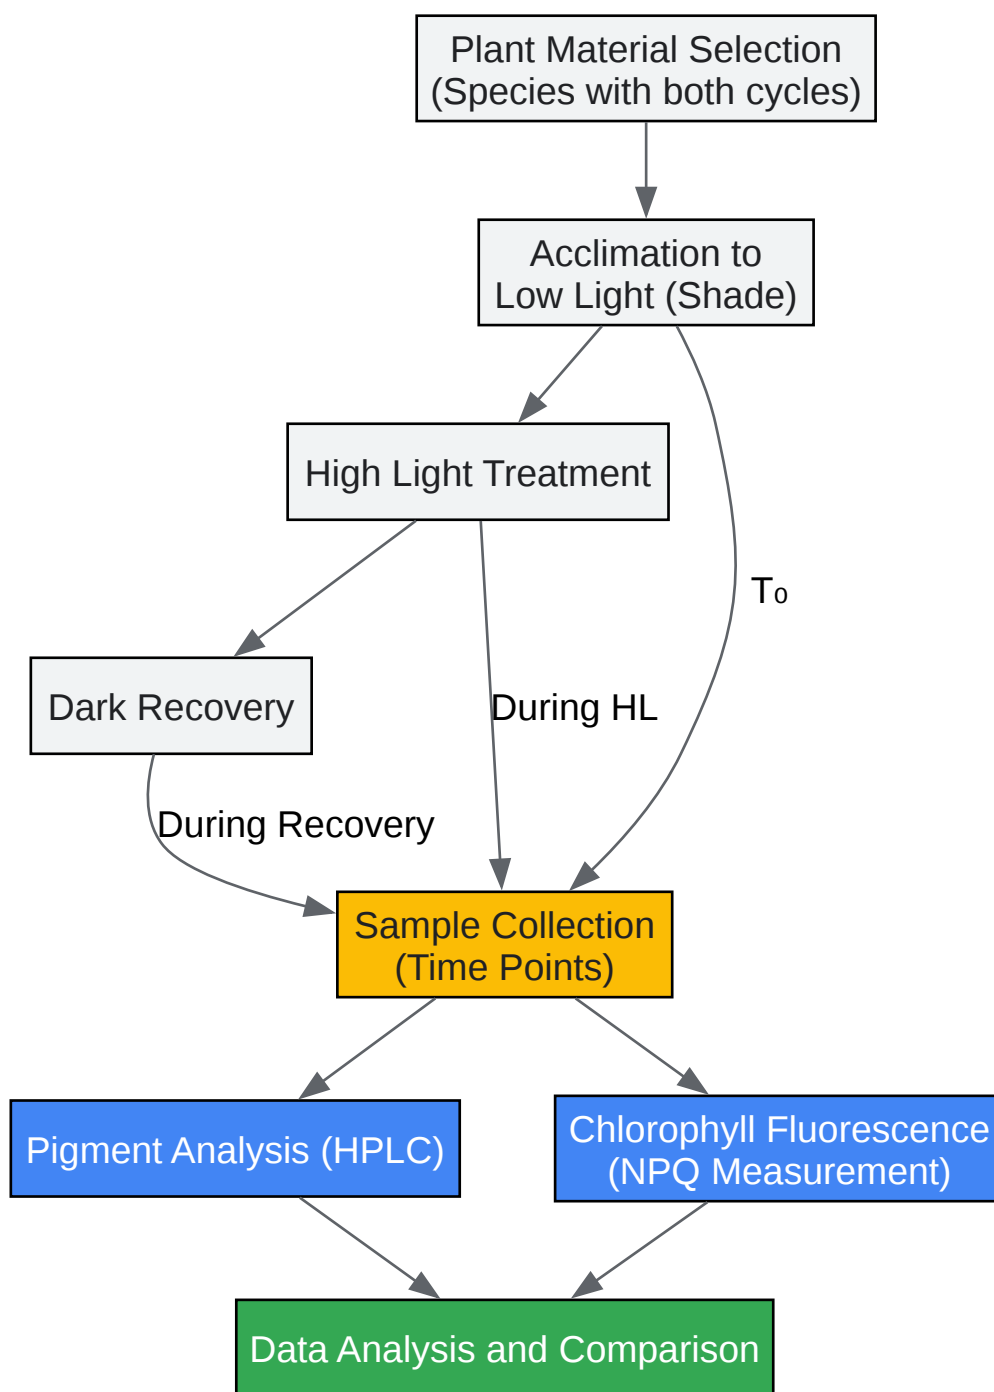 Plant Material Selection
(Species with both cycles)
Acclimation to
Low Light (Shade)
High Light Treatment
T₀
Dark Recovery
During HL
During Recovery
Sample Collection
(Time Points)
Pigment Analysis (HPLC)
Chlorophyll Fluorescence
(NPQ Measurement)
Data Analysis and Comparison